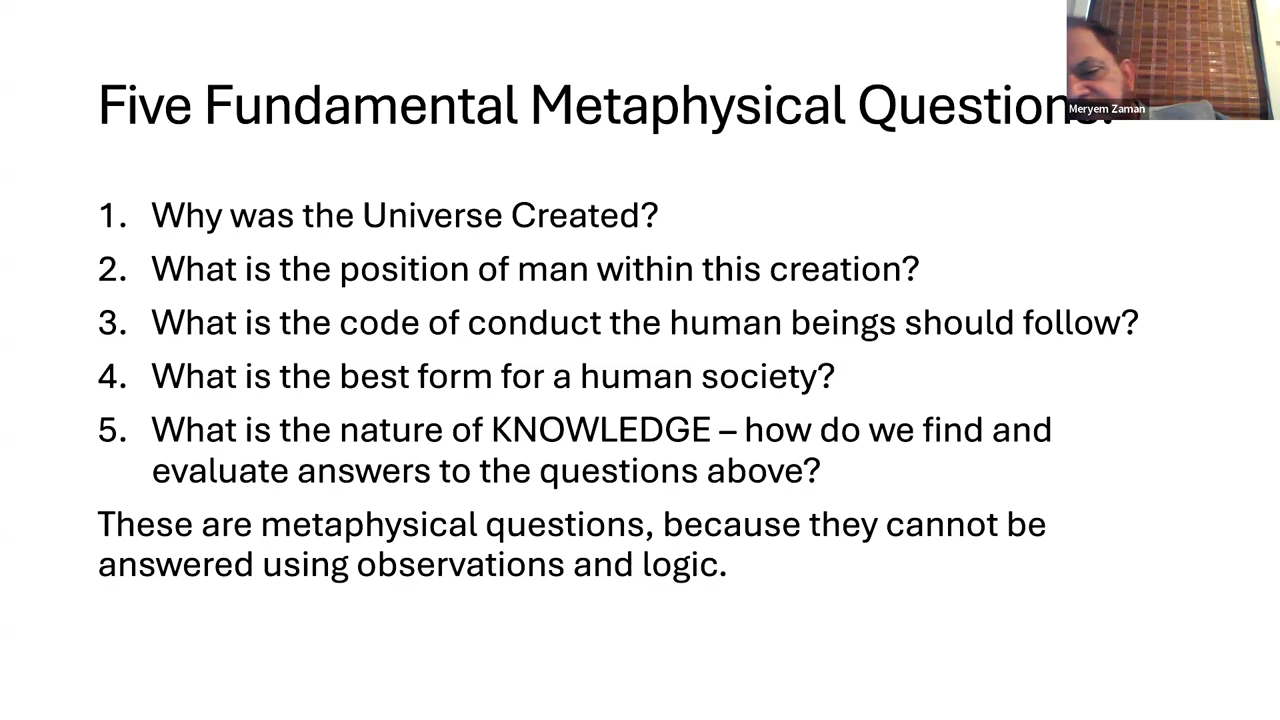 Five Fundamental Metaphysical Questions.
Meryem Zaman
1. Why was the Universe Created?
2. What is the position of man within this creation?
3. What is the code of conduct the human beings should follow?
4. What is the best form for a human society?
5. What is the nature of KNOWLEDGE – how do we find and
evaluate answers to the questions above?
These are metaphysical questions, because they cannot be
answered using observations and logic.